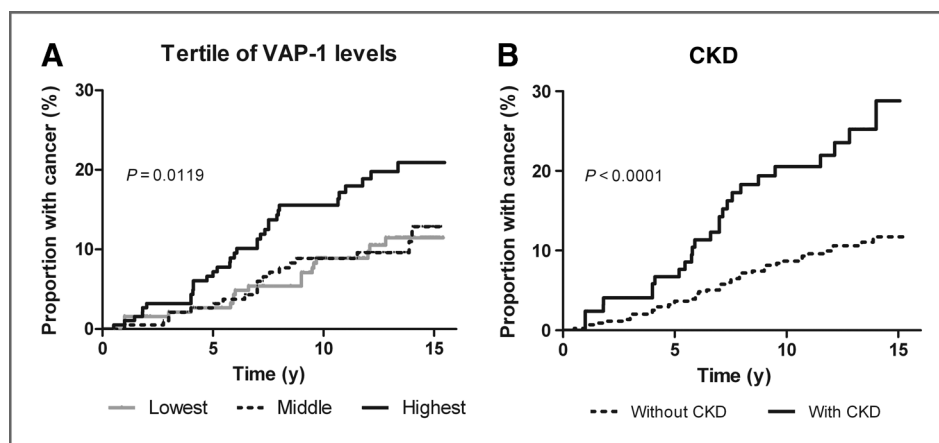 A
Tertile of VAP-1 levels
Proportion with cancer (%)
30
20
10
0
P = 0.0119
0 5 10 15
Time (y)
Lowest Middle Highest
B
CKD
Proportion with cancer (%)
30
20
10
0
P < 0.0001
0 5 10 15
Time (y)
Without CKD With CKD